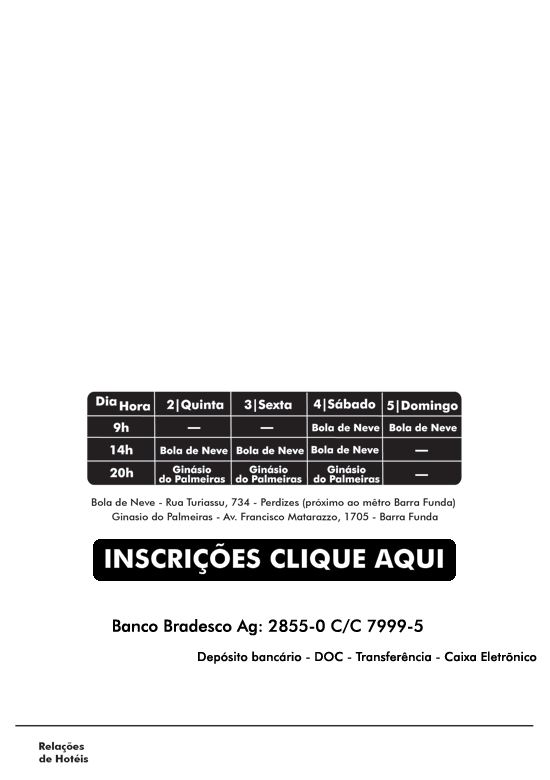 Dia Hora 2|Quinta 3|Sexta 4|Sábado 5|Domingo
9h — — Bola de Neve Bola de Neve
14h Bola de Neve Bola de Neve Bola de Neve —
20h Ginásio do Palmeiras Ginásio do Palmeiras Ginásio do Palmeiras —
Bola de Neve - Rua Turiassu, 734 - Perdizes (próximo ao mêtro Barra Funda)
Ginasio do Palmeiras - Av. Francisco Matarazzo, 1705 - Barra Funda
INSCRIÇÕES CLIQUE AQUI
Banco Bradesco Ag: 2855-0 C/C 7999-5
Depósito bancário - DOC - Transferência - Caixa Eletrônico
Relações
de Hotéis